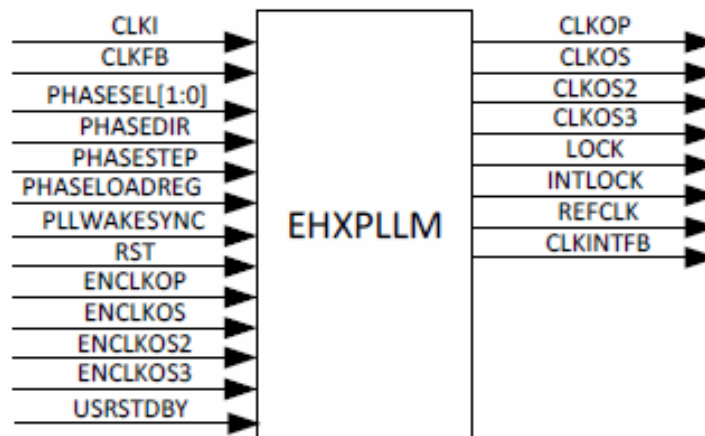 CLKI
CLKFB
PHASESEL[1:0]
PHASEDIR
PHASESTEP
PHASELOADREG
PLLWAKESYNC
RST
ENCLKOP
ENCLKOS
ENCLKOS2
ENCLKOS3
USRSTDBY
EHXPLLM
CLKOP
CLKOS
CLKOS2
CLKOS3
LOCK
INTLOCK
REFCLK
CLKINTFB